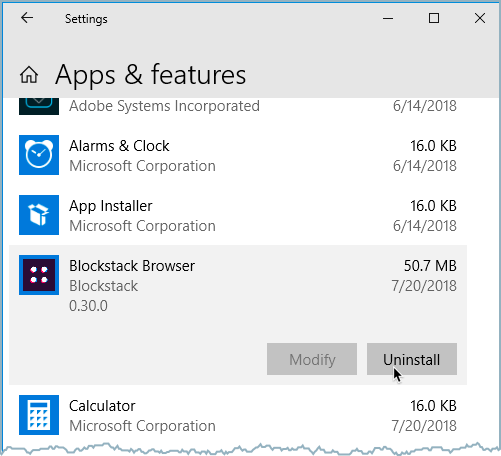 Settings
Apps & features
Adobe Systems Incorporated 6/14/2018
Alarms & Clock 16.0 KB
Microsoft Corporation 6/14/2018
App Installer 16.0 KB
Microsoft Corporation 6/14/2018
Blockstack Browser 50.7 MB
Blockstack 7/20/2018
0.30.0
Modify Uninstall
Calculator 16.0 KB
Microsoft Corporation 7/20/2018